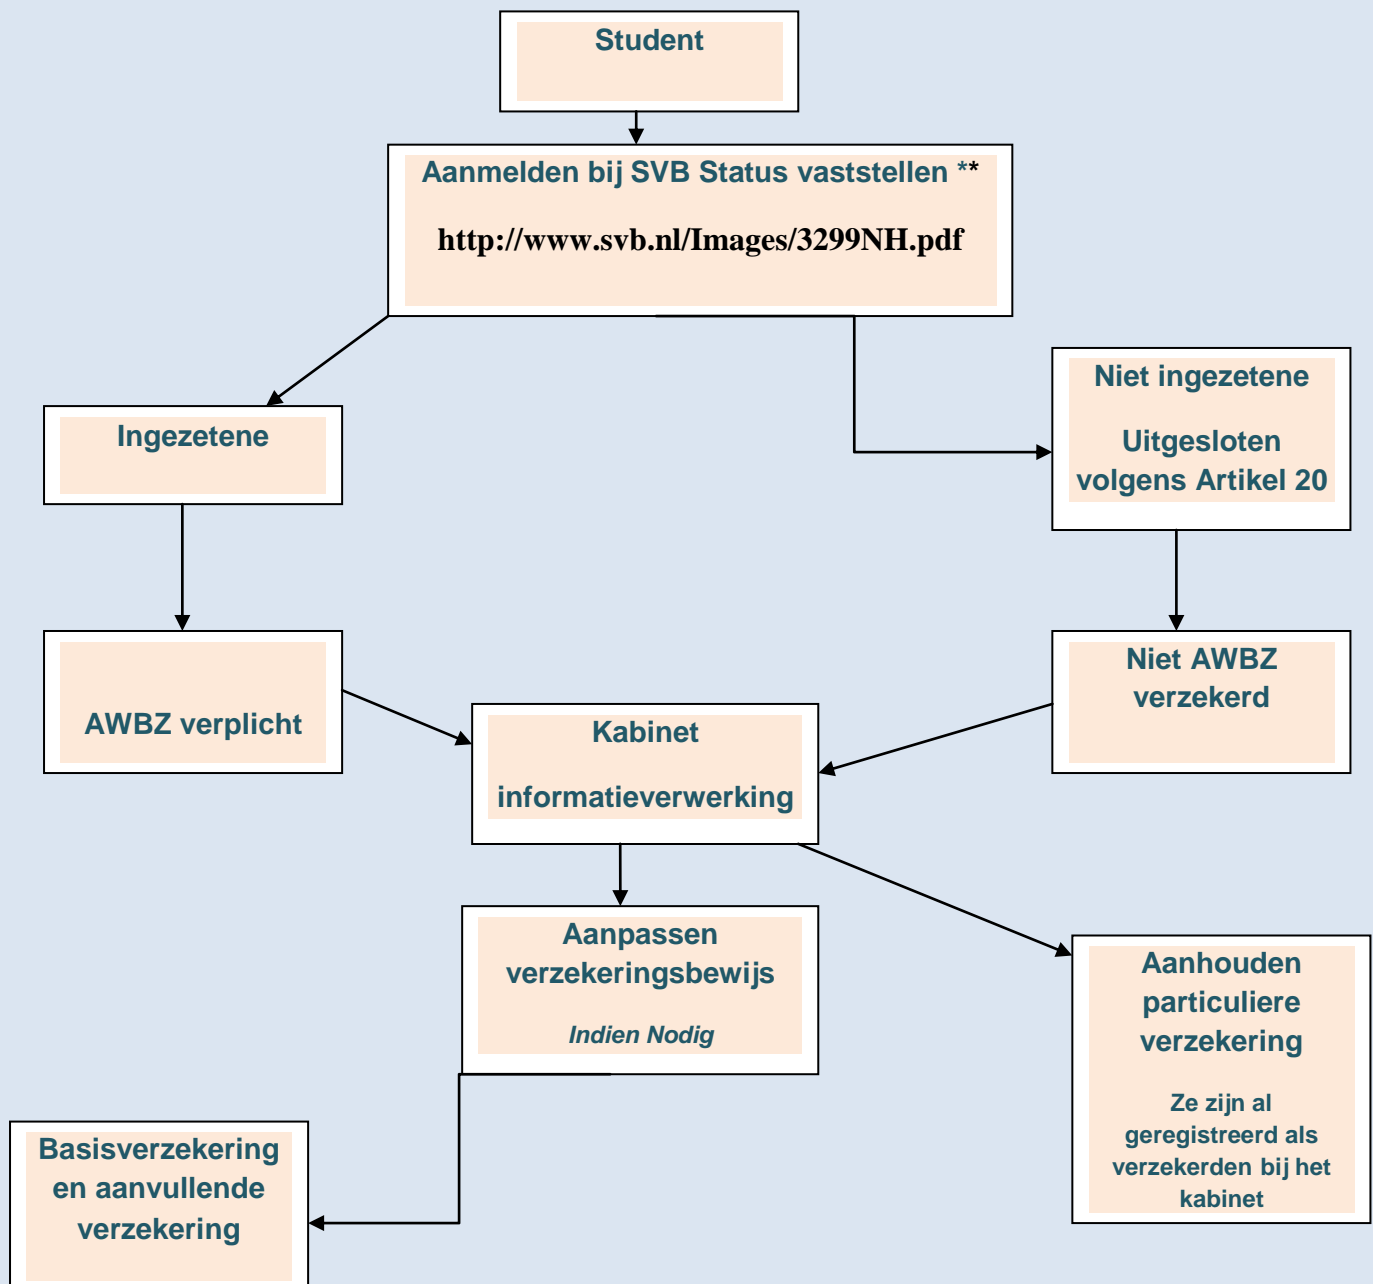 Student
Aanmelden bij SVB Status vaststellen **
http://www.svb.nl/Images/3299NH.pdf
Ingezetene
Niet ingezetene
Uitgesloten
volgens Artikel 20
AWBZ verplicht
Niet AWBZ
verzekerd
Kabinet
informatieverwerking
Aanpassen
verzekeringsbewijs
Indien Nodig
Aanhouden
particuliere
verzekering
Ze zijn al
geregistreerd als
verzekerden bij het
kabinet
Basisverzekering
en aanvullende
verzekering